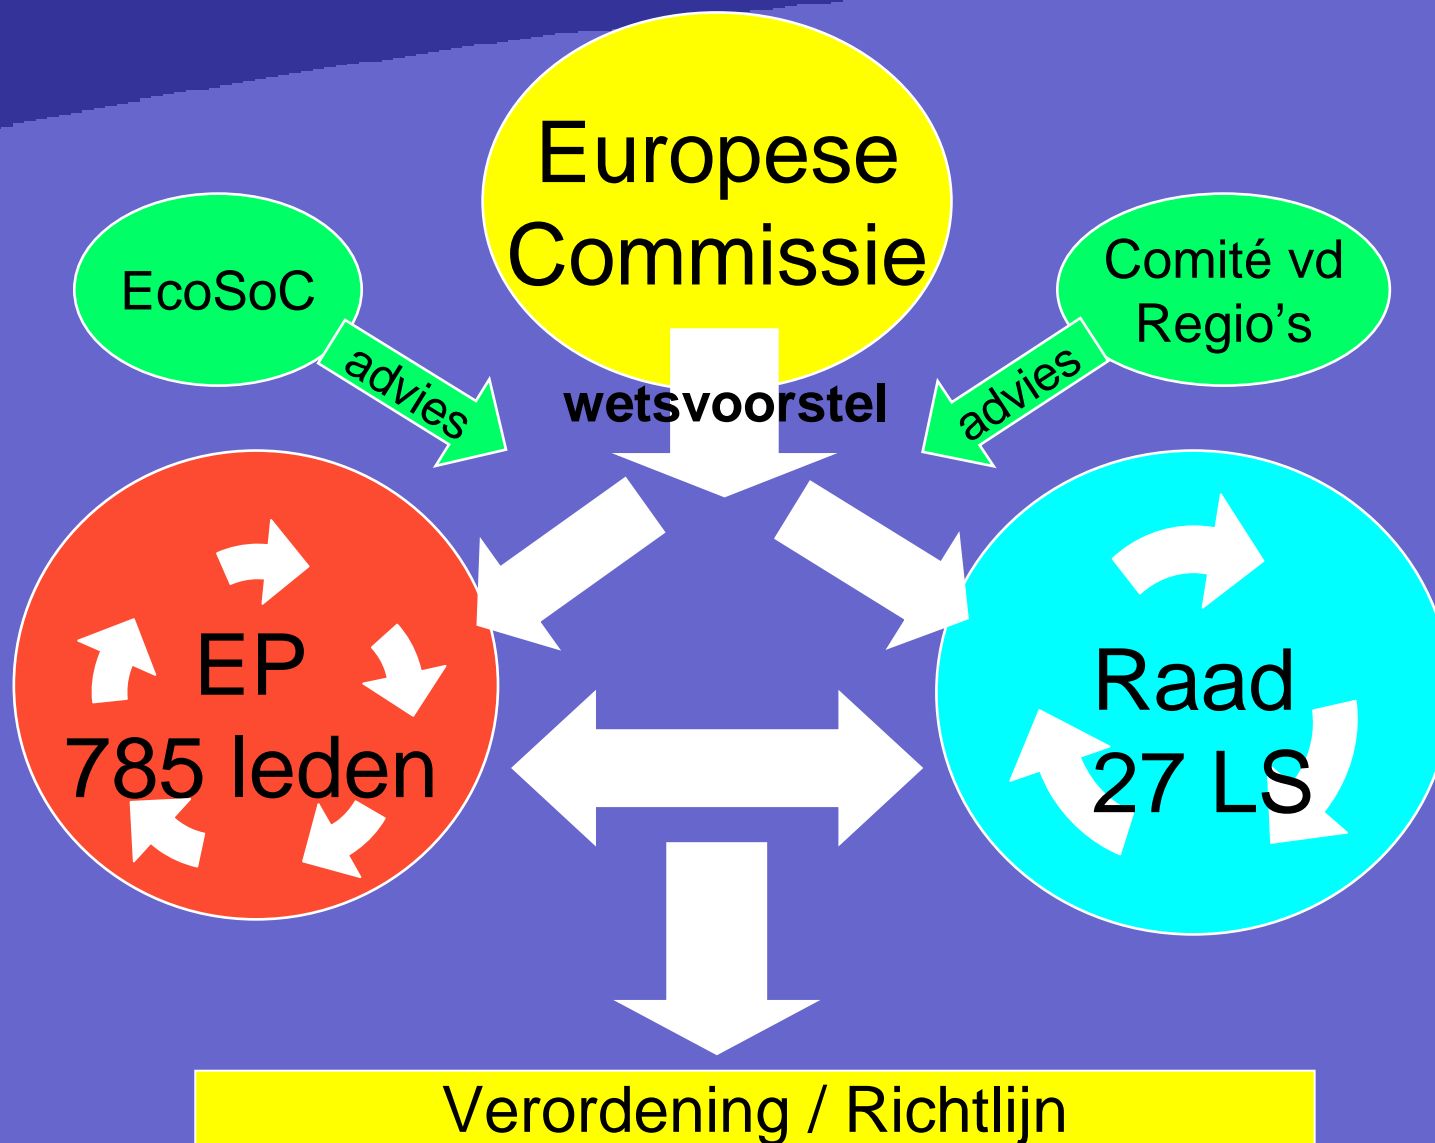 Europese
Commissie
EcoSoC
Comité vd
Regio’s
advies
wetsvoorstel
advies
EP
785 leden
Raad
27 LS
Verordening / Richtlijn